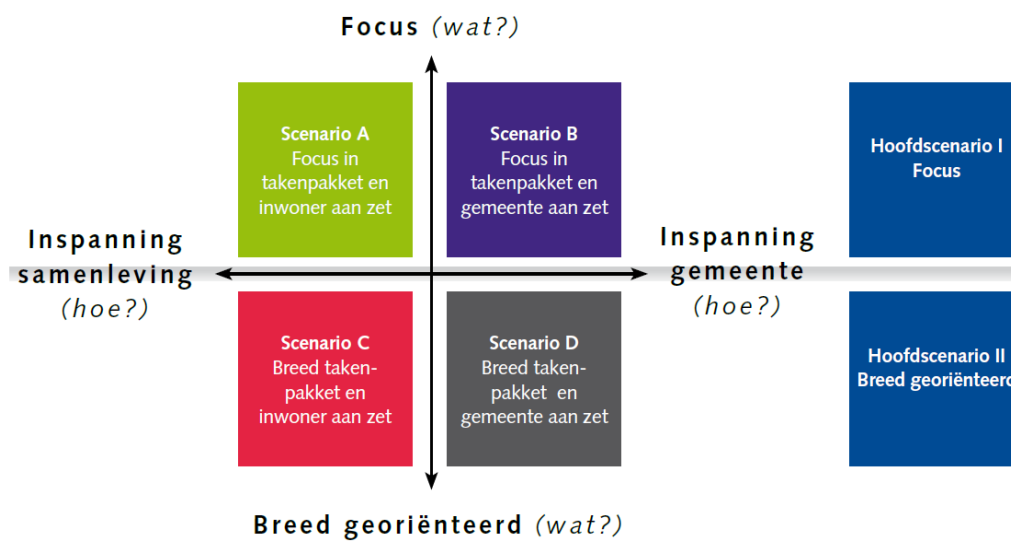 Focus (wat?)
Scenario A
Focus in
takenpakket en
inwoner aan zet
Scenario B
Focus in
takenpakket en
gemeente aan zet
Hoofdscenario I
Focus
Inspanning
samenleving
(hoe?)
Inspanning
gemeente
(hoe?)
Scenario C
Breed taken-
pakket en
inwoner aan zet
Scenario D
Breed taken-
pakket en
gemeente aan zet
Hoofdscenario II
Breed georiënteerd
Breed georiënteerd (wat?)